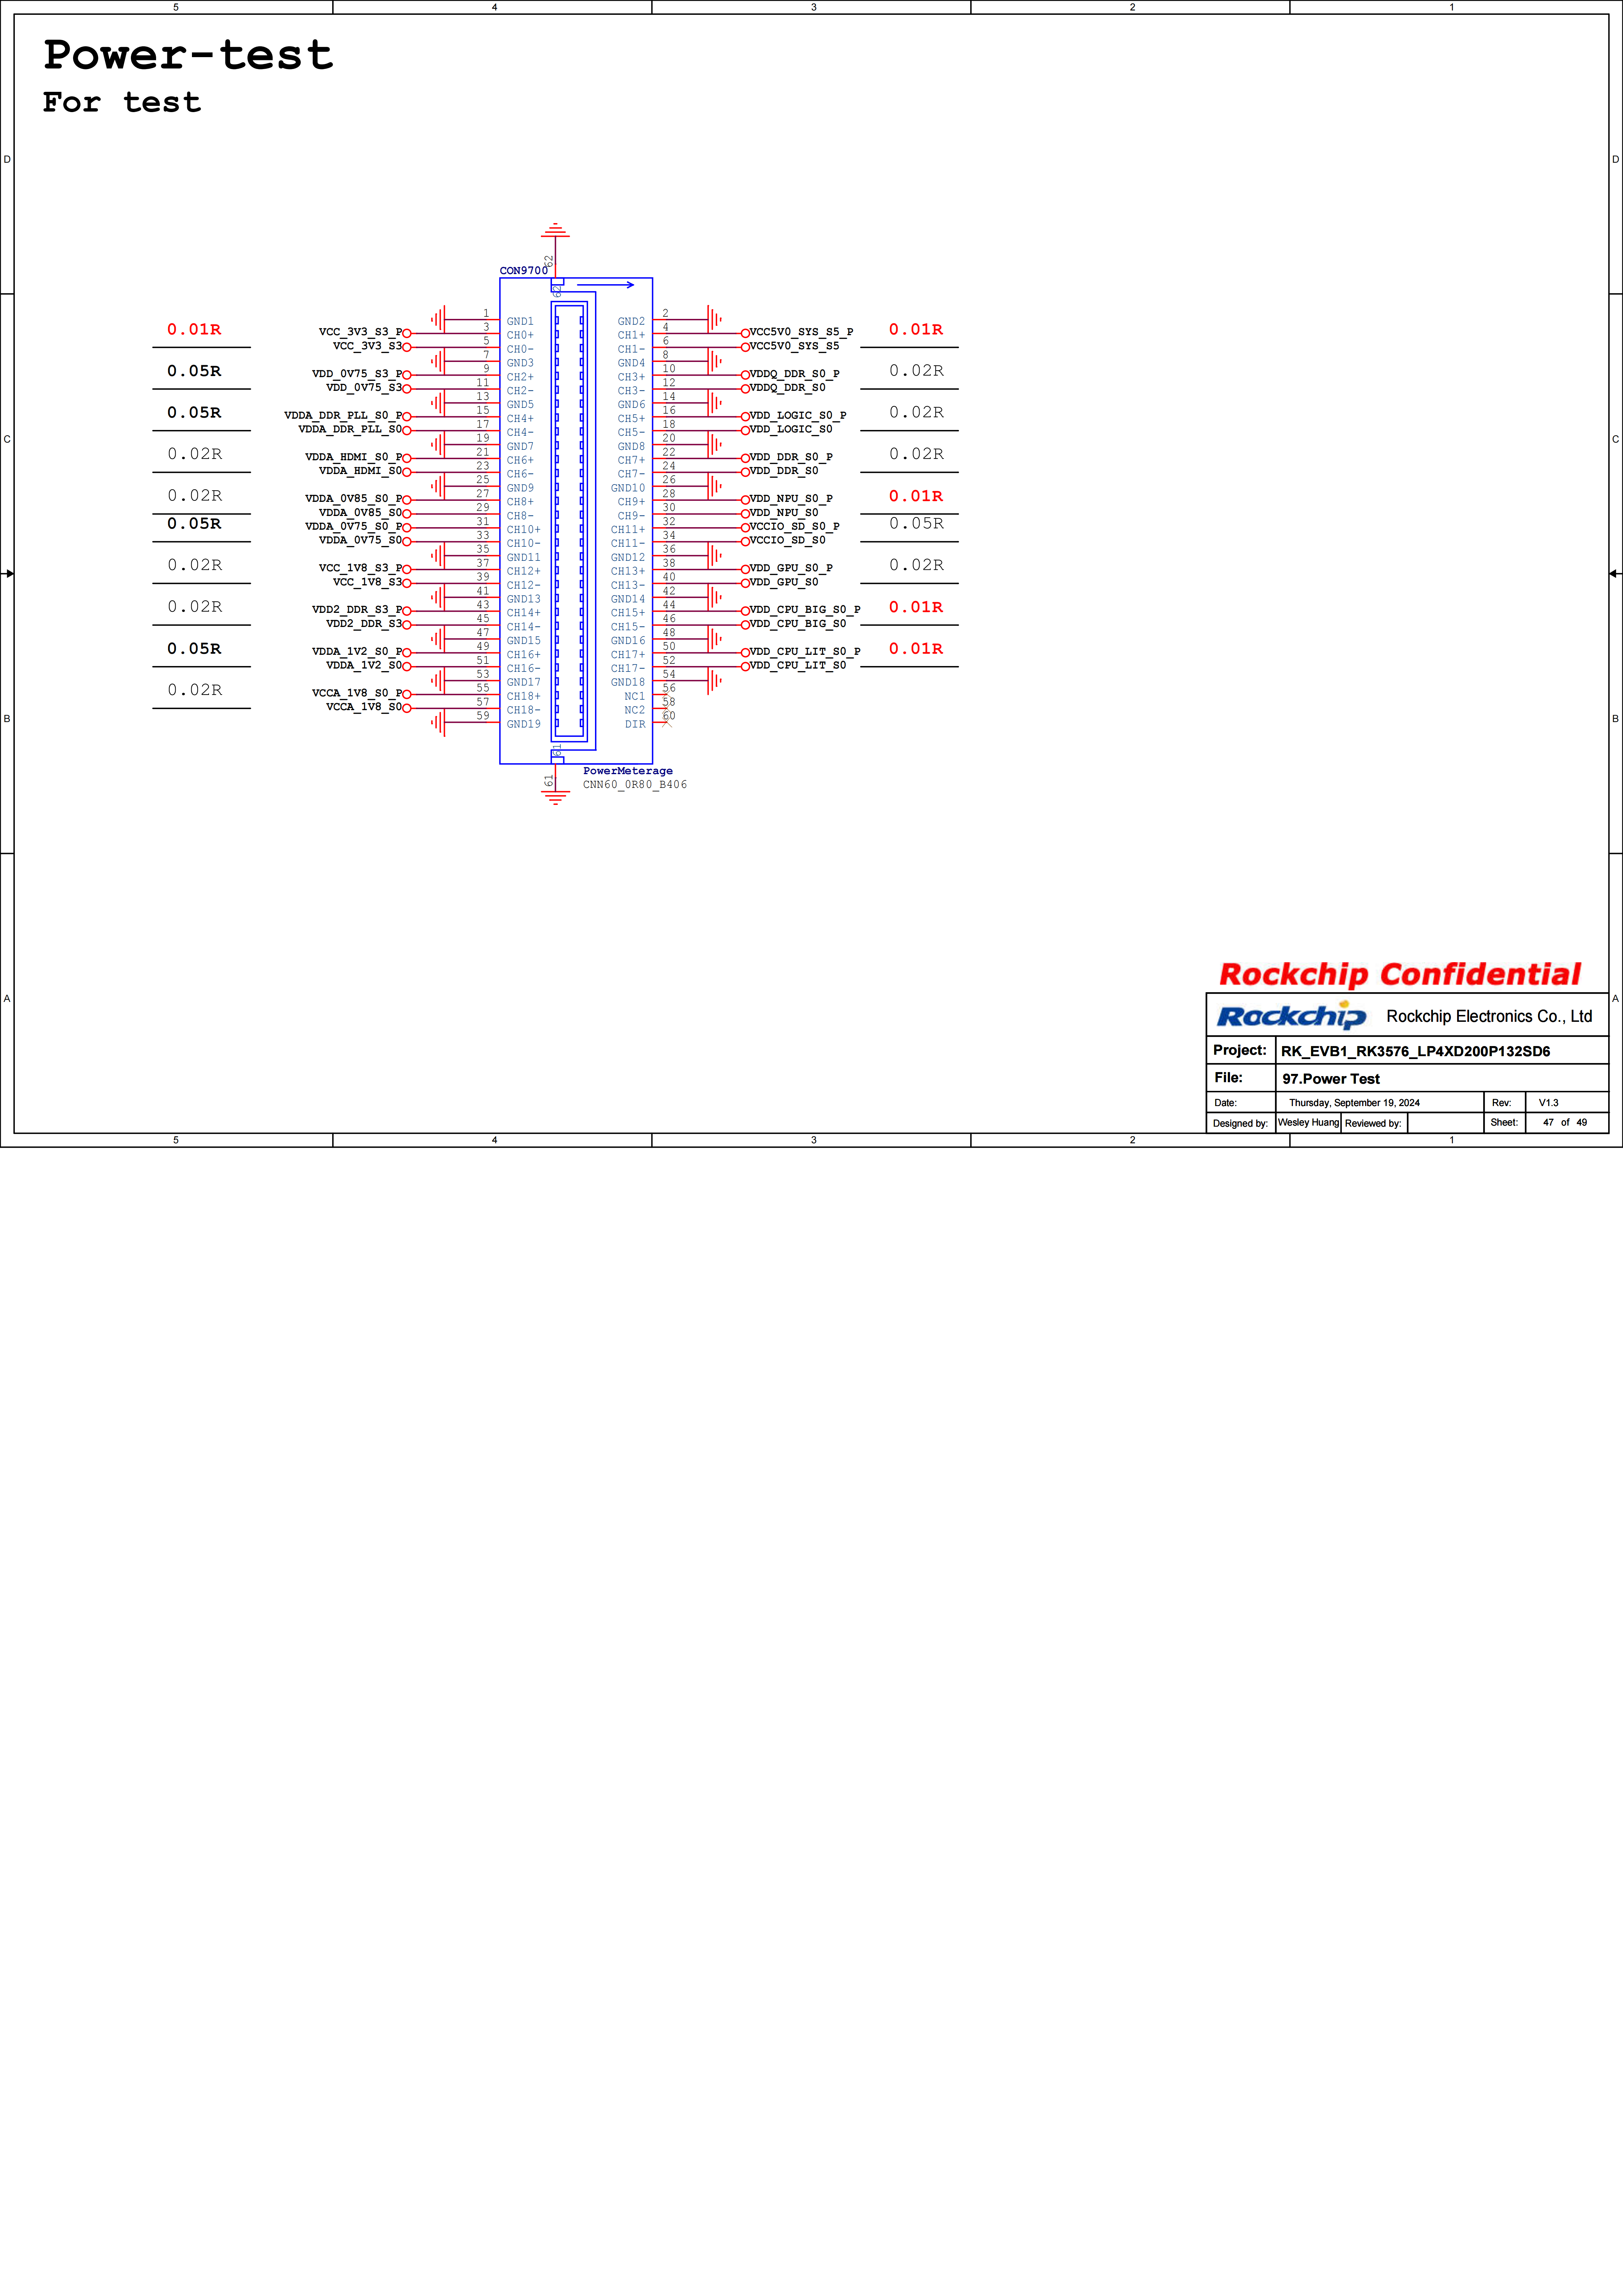 5 4 3 2 1
Power-test
For test
D D
C C
B B
A A
62
CON9700
62
0.01R VCC_3V3_S3_P 1 GND1 GND2 2
3 CH0+ CH1+ 4 VCC5V0_SYS_S5_P 0.01R
VCC_3V3_S3 5 CH0- CH1- 6 VCC5V0_SYS_S5
7 GND3 GND4 8
0.05R VDD_0V75_S3_P 9 CH2+ CH3+ 10 VDDQ_DDR_S0_P 0.02R
VDD_0V75_S3 11 CH2- CH3- 12 VDDQ_DDR_S0
13 GND5 GND6 14
0.05R VDDA_DDR_PLL_S0_P 15 CH4+ CH5+ 16 VDD_LOGIC_S0_P 0.02R
VDDA_DDR_PLL_S0 17 CH4- CH5- 18 VDD_LOGIC_S0
19 GND7 GND8 20
0.02R VDDA_HDMI_S0_P 21 CH6+ CH7+ 22 VDD_DDR_S0_P 0.02R
VDDA_HDMI_S0 23 CH6- CH7- 24 VDD_DDR_S0
25 GND9 GND10 26
0.02R VDDA_0V85_S0_P 27 CH8+ CH9+ 28 VDD_NPU_S0_P 0.01R
VDDA_0V85_S0 29 CH8- CH9- 30 VDD_NPU_S0
0.05R VDDA_0V75_S0_P 31 CH10+ CH11+ 32 VCCIO_SD_S0_P 0.05R
VDDA_0V75_S0 33 CH10- CH11- 34 VCCIO_SD_S0
35 GND11 GND12 36
0.02R VCC_1V8_S3_P 37 CH12+ CH13+ 38 VDD_GPU_S0_P 0.02R
VCC_1V8_S3 39 CH12- CH13- 40 VDD_GPU_S0
41 GND13 GND14 42
0.02R VDD2_DDR_S3_P 43 CH14+ CH15+ 44 VDD_CPU_BIG_S0_P 0.01R
VDD2_DDR_S3 45 CH14- CH15- 46 VDD_CPU_BIG_S0
47 GND15 GND16 48
0.05R VDDA_1V2_S0_P 49 CH16+ CH17+ 50 VDD_CPU_LIT_S0_P 0.01R
VDDA_1V2_S0 51 CH16- CH17- 52 VDD_CPU_LIT_S0
53 GND17 GND18 54
0.02R VCCA_1V8_S0_P 55 CH18+ NC1 56
VCCA_1V8_S0 57 CH18- NC2 58
59 GND19 DIR 60
61
61
PowerMeterage
CNN60_0R80_B406
Rockchip Confidential
Rockchip Rockchip Electronics Co., Ltd
Project: RK_EVB1_RK3576_LP4XD200P132SD6
File: 97.Power Test
Date: Thursday, September 19, 2024 Rev: V1.3
Designed by: Wesley Huang Reviewed by: Sheet: 47 of 49
5 4 3 2 1